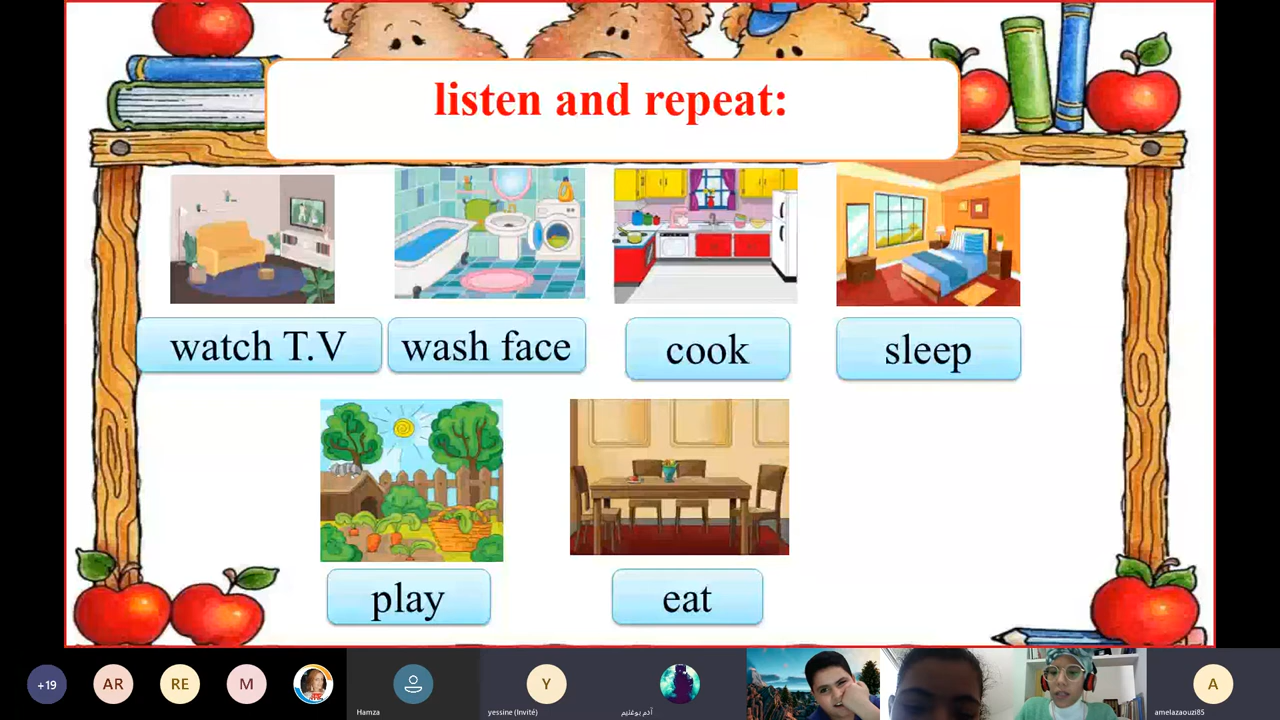 listen and repeat:
watch T.V
wash face
cook
sleep
play
eat
+19
AR
RE
M
Hamza
Y
yessine (Invité)
آدم بوغنيم
A
amelazaouzi85